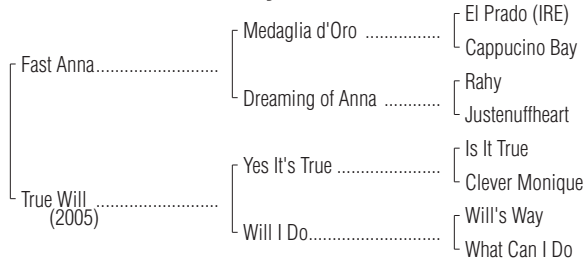 El Prado (IRE)
Medaglia d'Oro ................
Cappucino Bay
Fast Anna..........................
Rahy
Dreaming of Anna ............
Justenuffheart
Is It True
Yes It's True ......................
Clever Monique
True Will ..........................
(2005)
Will's Way
Will I Do............................
What Can I Do